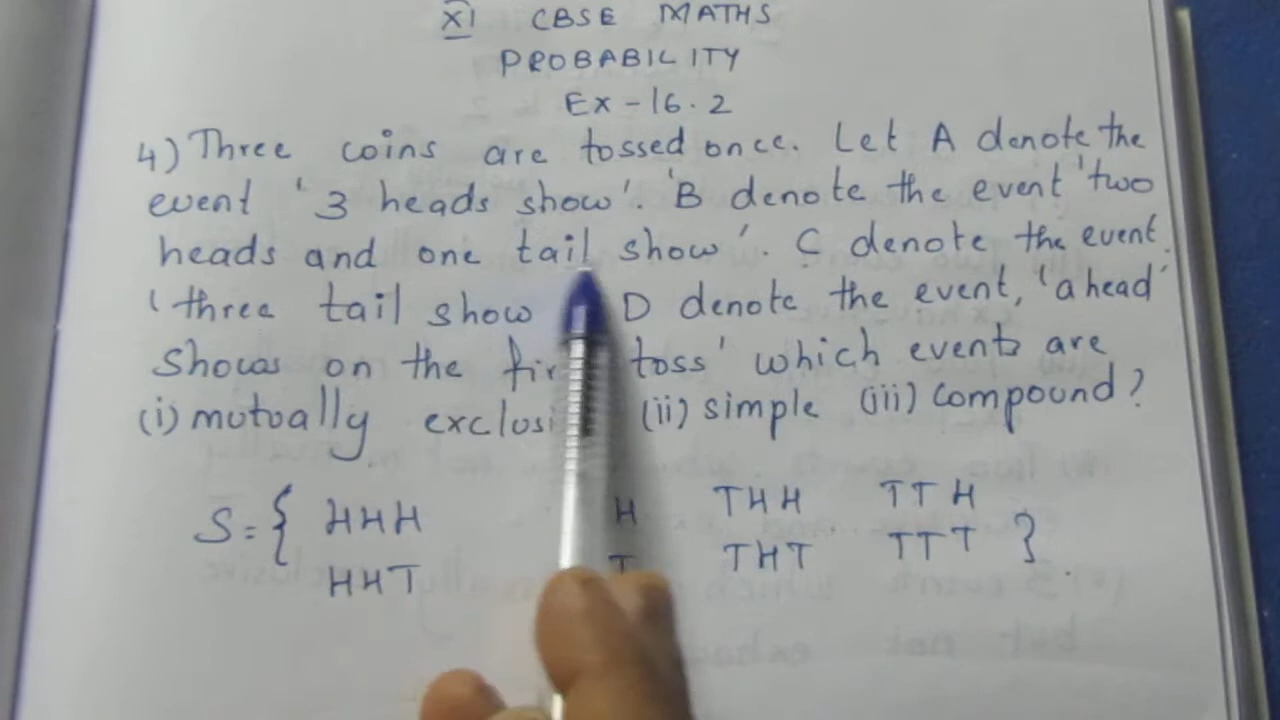 XI CBSE MATHS
PROBABILITY
Ex - 16.2
4) Three coins are tossed once. Let A denote the
event '3 heads show'. 'B denote the event 'two
heads and one tail show'. C denote the event
'three tail show D denote the event, 'a head'
Shows on the toss' which events are
(i) mutually (ii) simple (iii) compound?
S = { HHH H THH TTH
HHT T THT TTT }.